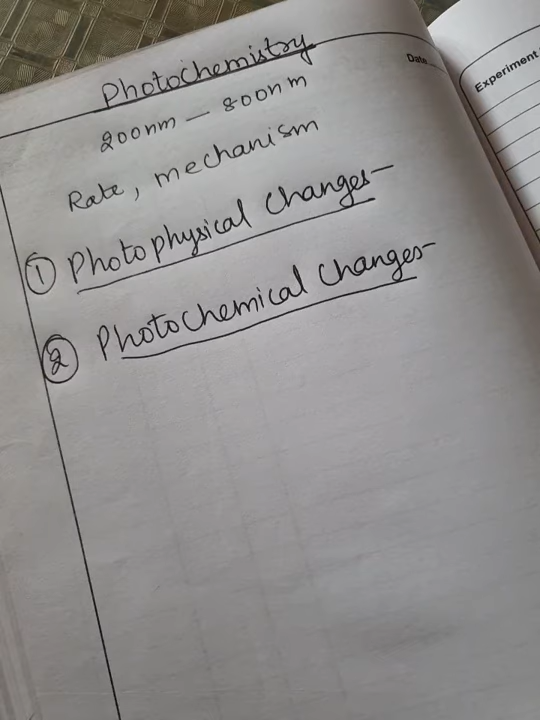 Photochemistry
Date
Experiment
200nm — 800nm
Rate, mechanism
① Photophysical Changes-
② Photochemical Changes-